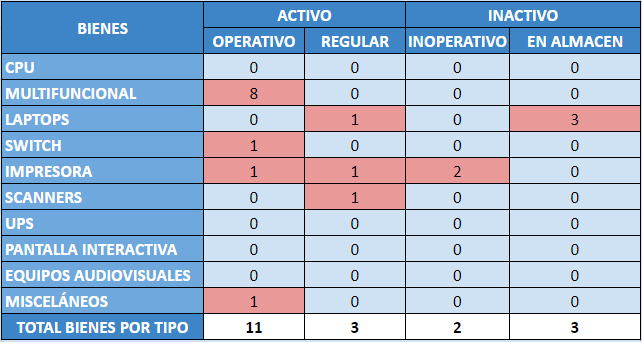 BIENES ACTIVO INACTIVO
OPERATIVO REGULAR INOPERATIVO EN ALMACEN
CPU 0 0 0 0
MULTIFUNCIONAL 8 0 0 0
LAPTOPS 0 1 0 3
SWITCH 1 0 0 0
IMPRESORA 1 1 2 0
SCANNERS 0 1 0 0
UPS 0 0 0 0
PANTALLA INTERACTIVA 0 0 0 0
EQUIPOS AUDIOVISUALES 0 0 0 0
MISCELÁNEOS 1 0 0 0
TOTAL BIENES POR TIPO 11 3 2 3